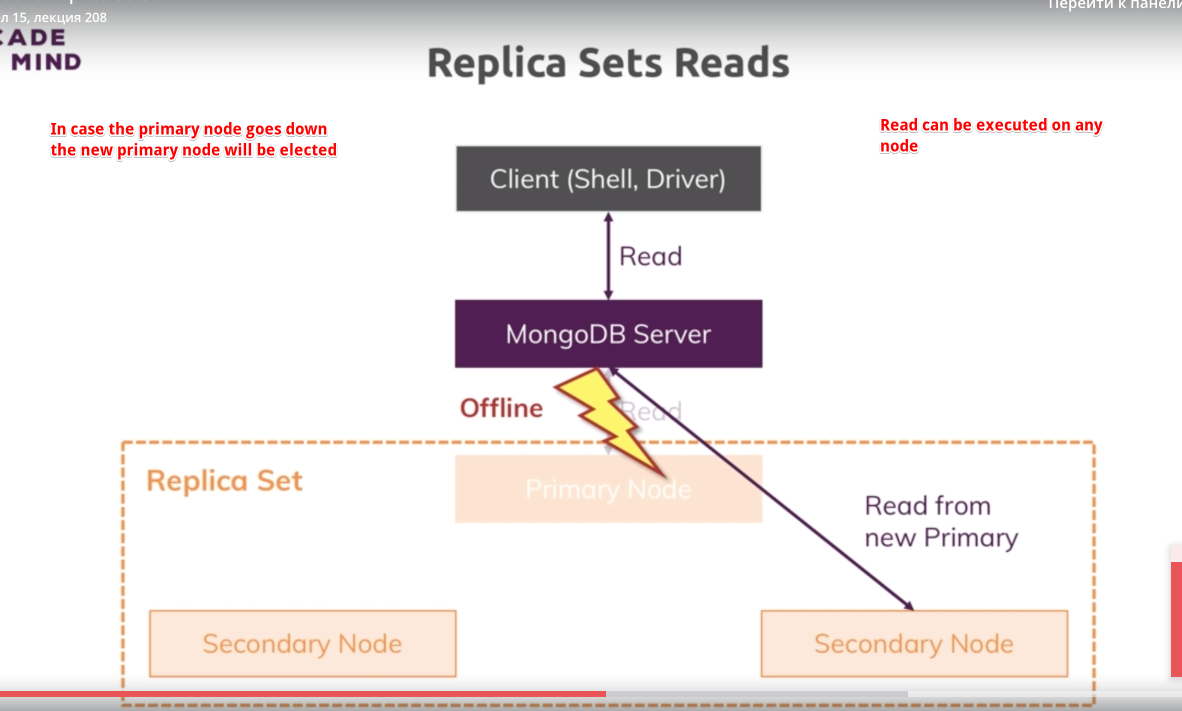 л 15, лекция 208
Перейти к панели
CADE
MIND
Replica Sets Reads
In case the primary node goes down
the new primary node will be elected
Read can be executed on any
node
Client (Shell, Driver)
Read
MongoDB Server
Offline
Read
Replica Set
Primary Node
Read from
new Primary
Secondary Node
Secondary Node